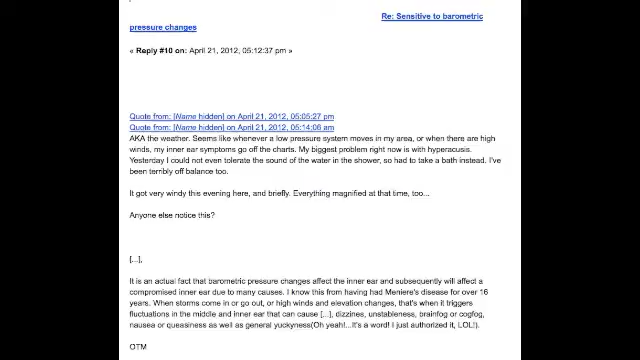 Re: Sensitive to barometric
pressure changes
« Reply #10 on: April 21, 2012, 05:12:37 pm »
Quote from: [Name hidden] on April 21, 2012, 05:05:27 pm
Quote from: [Name hidden] on April 21, 2012, 05:14:06 am
AKA the weather. Seems like whenever a low pressure system moves in my area, or when there are high
winds, my inner ear symptoms go off the charts. My biggest problem right now is with hyperacusis.
Yesterday I could not even tolerate the sound of the water in the shower, so had to take a bath instead. I've
been terribly off balance too.
It got very windy this evening here, and briefly. Everything magnified at that time, too...
Anyone else notice this?
[...],
It is an actual fact that barometric pressure changes affect the inner ear and subsequently will affect a
compromised inner ear due to many causes. I know this from having had Meniere's disease for over 16
years. When storms come in or go out, or high winds and elevation changes, that's when it triggers
fluctuations in the middle and inner ear that can cause [...], dizzines, unstableness, brainfog or cogfog,
nausea or queasiness as well as general yuckyness(Oh yeah!...It's a word! I just authorized it, LOL!).
OTM